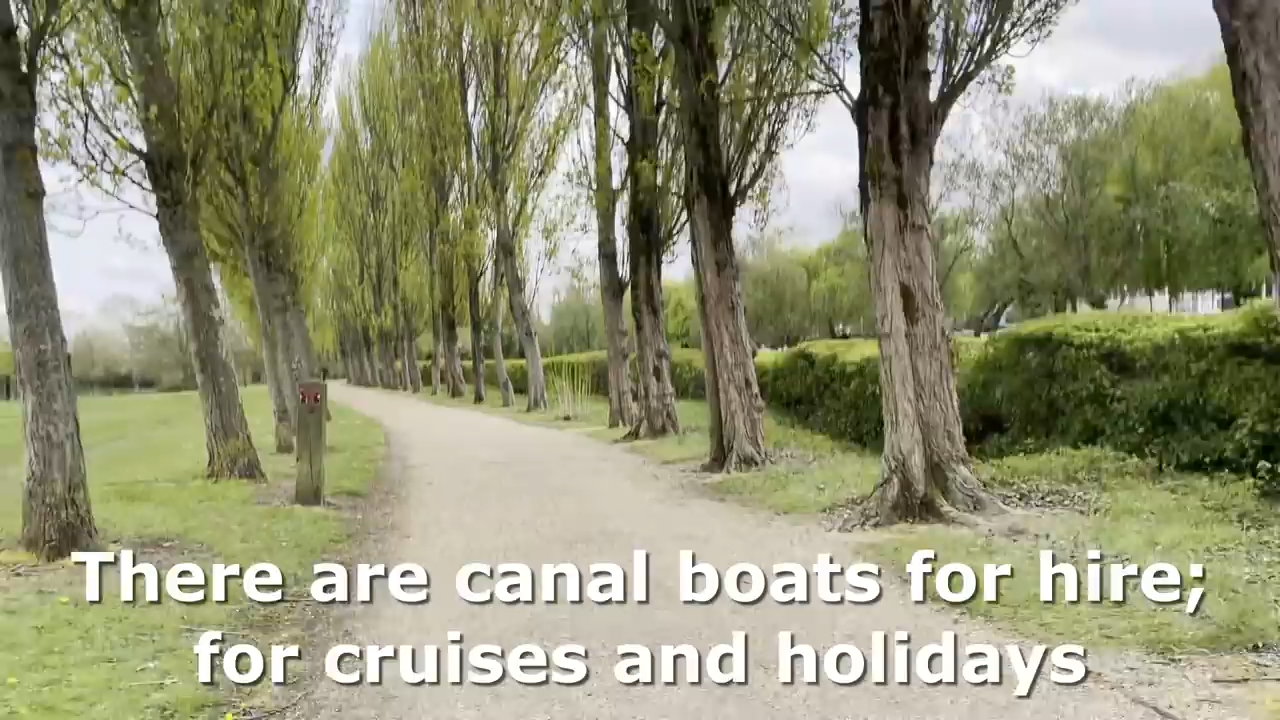 There are canal boats for hire;
for cruises and holidays